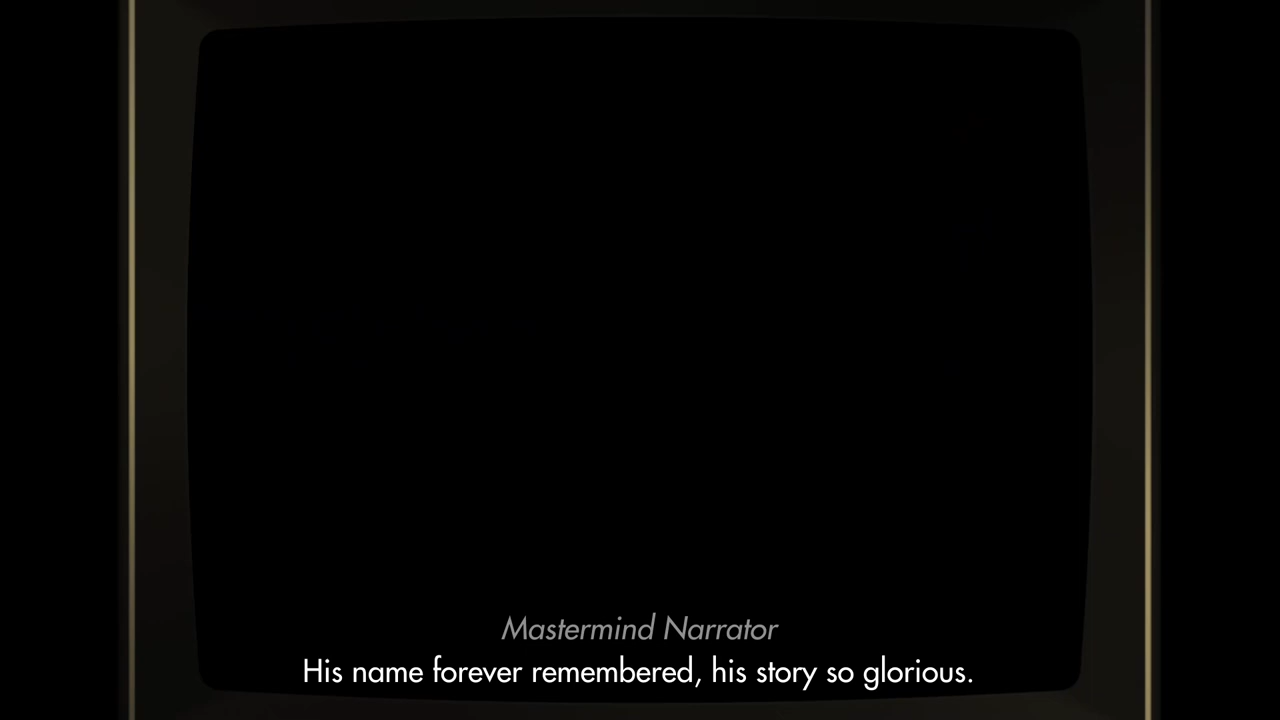 Mastermind Narrator
His name forever remembered, his story so glorious.